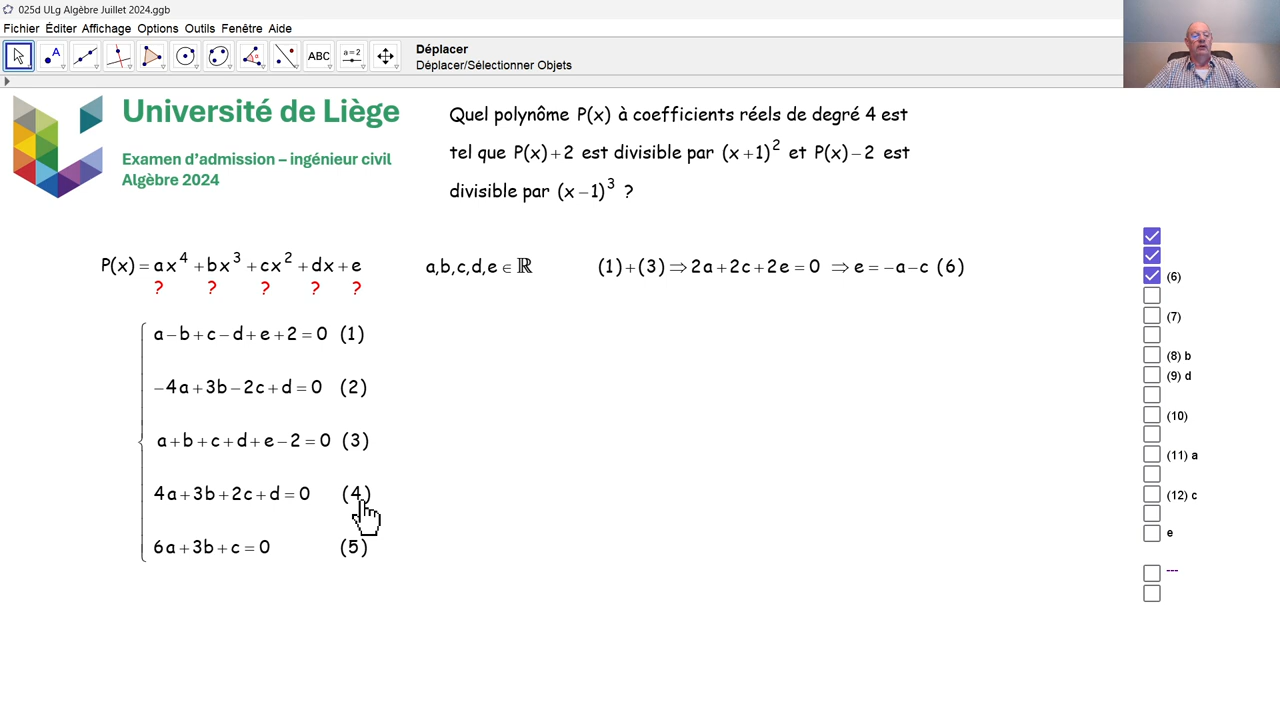 025d ULg Algèbre Juillet 2024.ggb
Fichier Éditer Affichage Options Outils Fenêtre Aide
A ABC a=2 Déplacer
Déplacer/Sélectionner Objets
Université de Liège
Examen d'admission – ingénieur civil
Algèbre 2024
Quel polynôme P(x) à coefficients réels de degré 4 est
tel que P(x)+2 est divisible par (x+1)² et P(x)−2 est
divisible par (x−1)³ ?
P(x)=ax⁴+bx³+cx²+dx+e a,b,c,d,e∈ℝ (1)+(3)⇒2a+2c+2e=0 ⇒e=−a−c (6)
? ? ? ? ?
a−b+c−d+e+2=0 (1)
−4a+3b−2c+d=0 (2)
a+b+c+d+e−2=0 (3)
4a+3b+2c+d=0 (4)
6a+3b+c=0 (5)
(6)
(7)
(8) b
(9) d
(10)
(11) a
(12) c
e
---